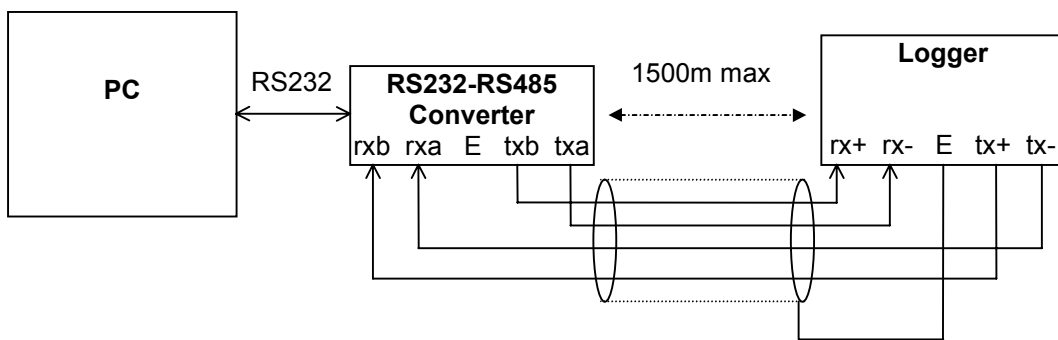 PC
RS232
RS232-RS485
Converter
rxb rxa E txb txa
1500m max
Logger
rx+ rx- E tx+ tx-